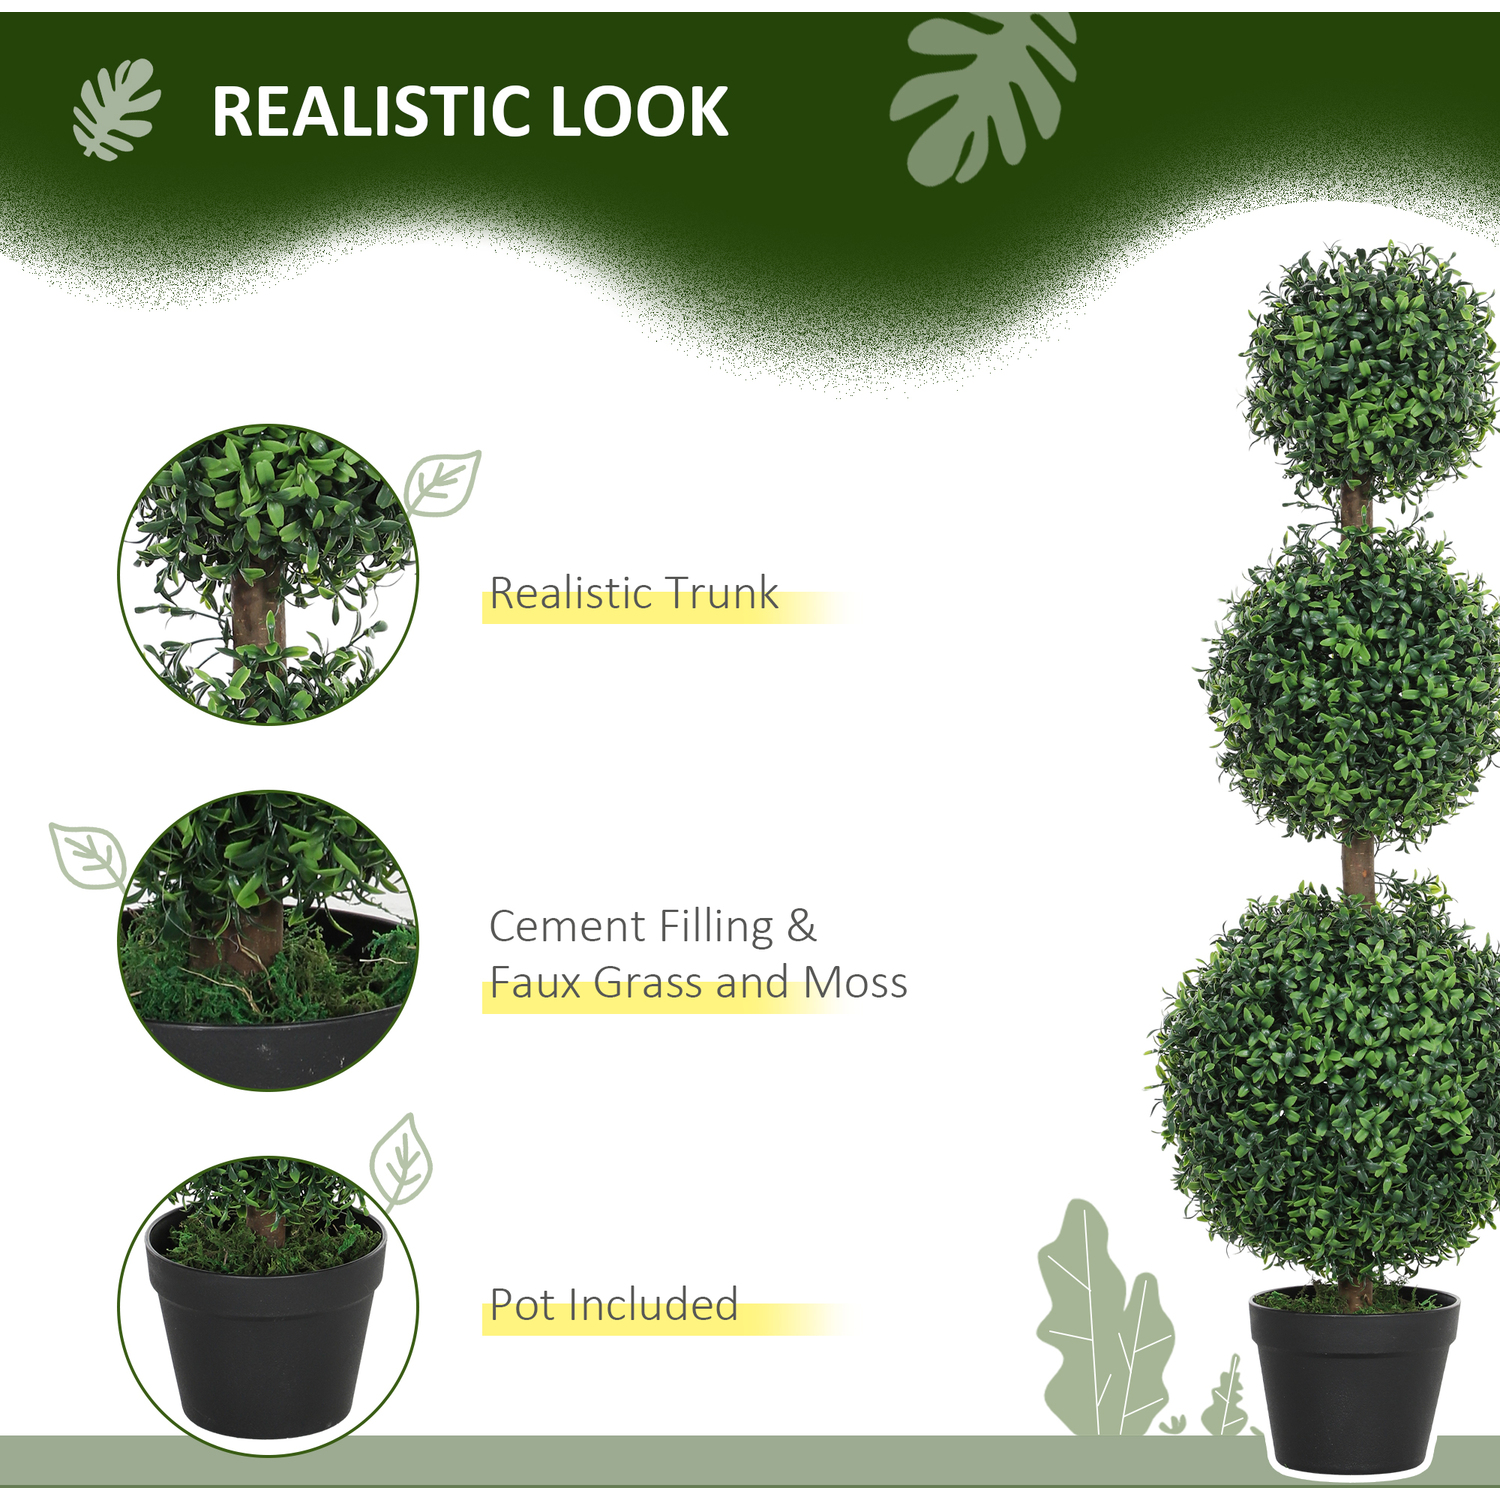 REALISTIC LOOK
Realistic Trunk
Cement Filling &
Faux Grass and Moss
Pot Included